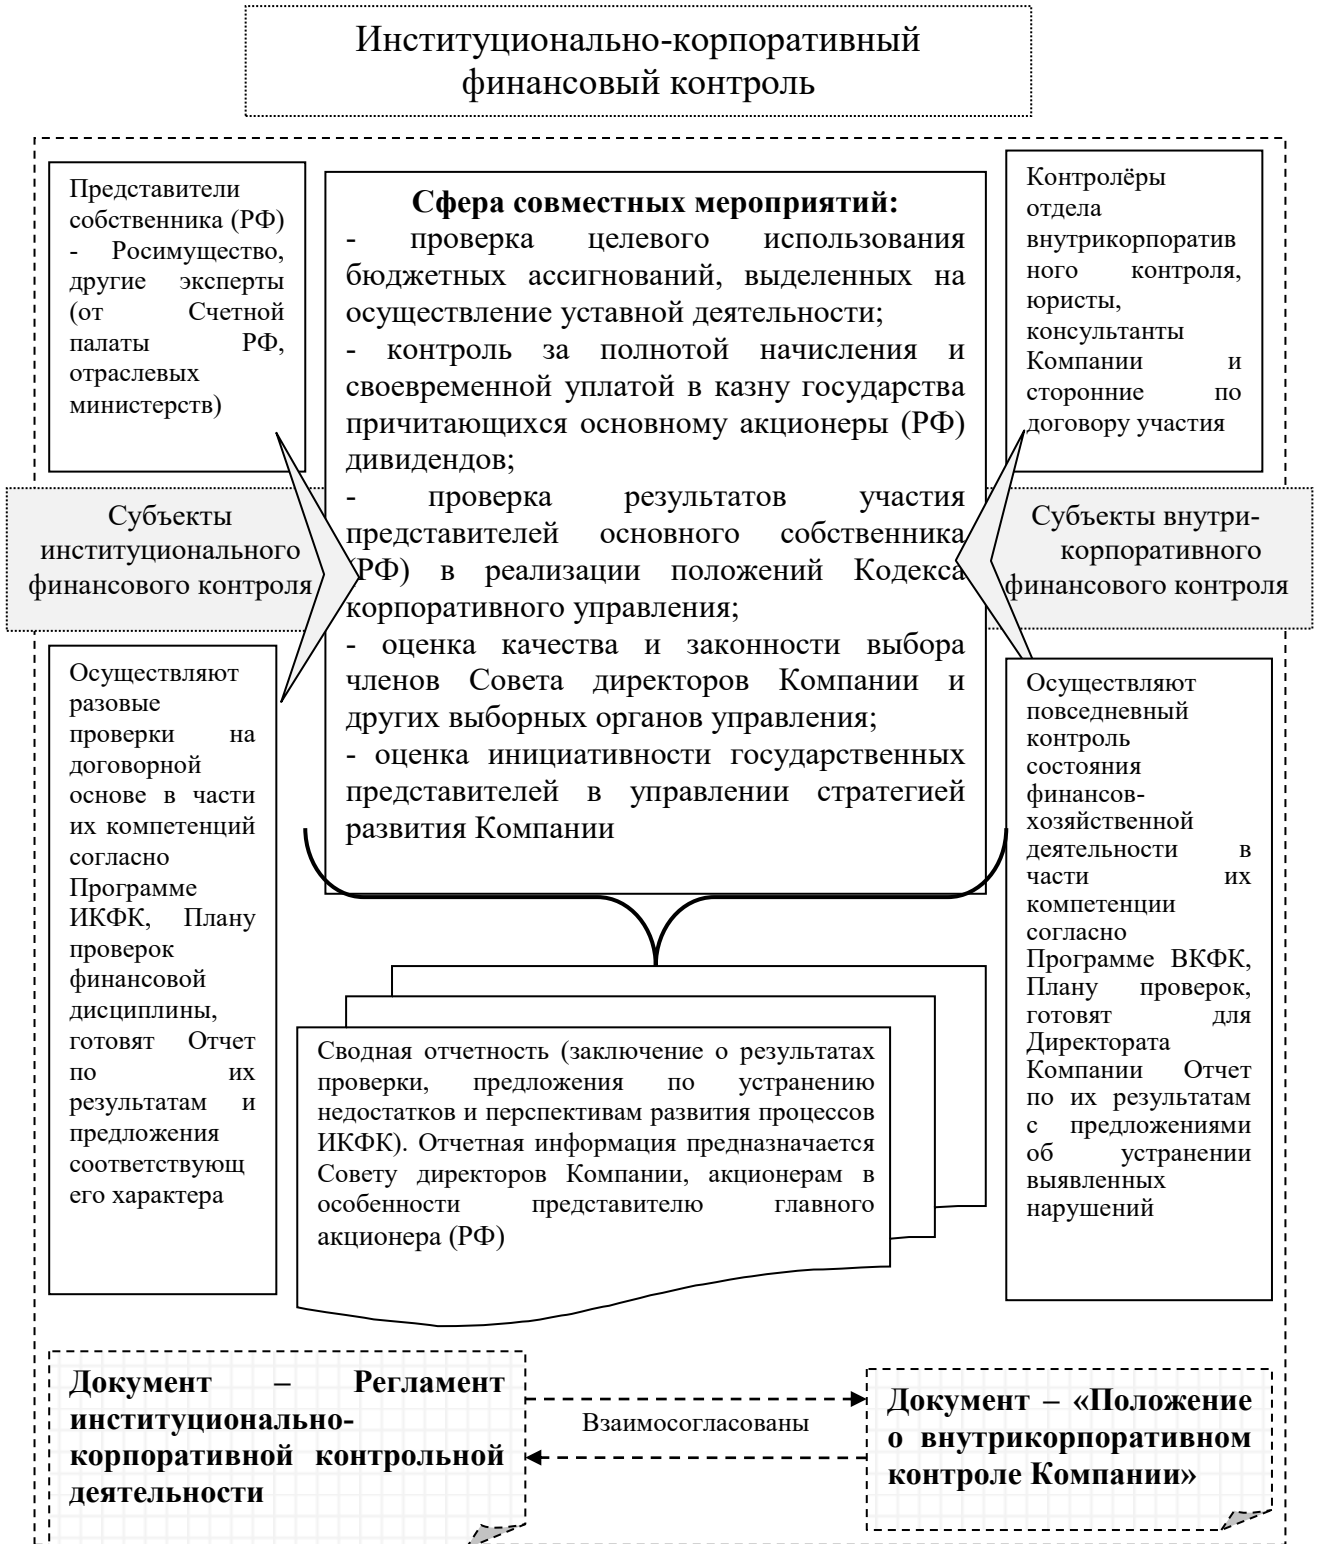 Институционально-корпоративный
финансовый контроль
Представители
собственника (РФ)
- Росимущество,
другие эксперты
(от Счетной
палаты РФ,
отраслевых
министерств)
Субъекты
институционального
финансового контроля
Осуществляют
разовые
проверки на
договорной
основе в части
их компетенций
согласно
Программе
ИКФК, Плану
проверок
финансовой
дисциплины,
готовят Отчет
по их
результатам и
предложения
соответствующ
его характера
Сфера совместных мероприятий:
- проверка целевого использования
бюджетных ассигнований, выделенных на
осуществление уставной деятельности;
- контроль за полнотой начисления и
своевременной уплатой в казну государства
причитающихся основному акционеры (РФ)
дивидендов;
- проверка результатов участия
представителей основного собственника
(РФ) в реализации положений Кодекса
корпоративного управления;
- оценка качества и законности выбора
членов Совета директоров Компании и
других выборных органов управления;
- оценка инициативности государственных
представителей в управлении стратегией
развития Компании
Контролёры
отдела
внутрикорпоратив
ного контроля,
юристы,
консультанты
Компании и
сторонние по
договору участия
Субъекты внутри-
корпоративного
финансового контроля
Осуществляют
повседневный
контроль
состояния
финансов-
хозяйственной
деятельности в
части их
компетенции
согласно
Программе ВКФК,
Плану проверок,
готовят для
Директората
Компании Отчет
по их результатам
с предложениями
об устранении
выявленных
нарушений
Сводная отчетность (заключение о результатах
проверки, предложения по устранению
недостатков и перспективам развития процессов
ИКФК). Отчетная информация предназначается
Совету директоров Компании, акционерам в
особенности представителю главного
акционера (РФ)
Документ – Регламент
институционально-
корпоративной контрольной
деятельности
Взаимосогласованы
Документ – «Положение
о внутрикорпоративном
контроле Компании»